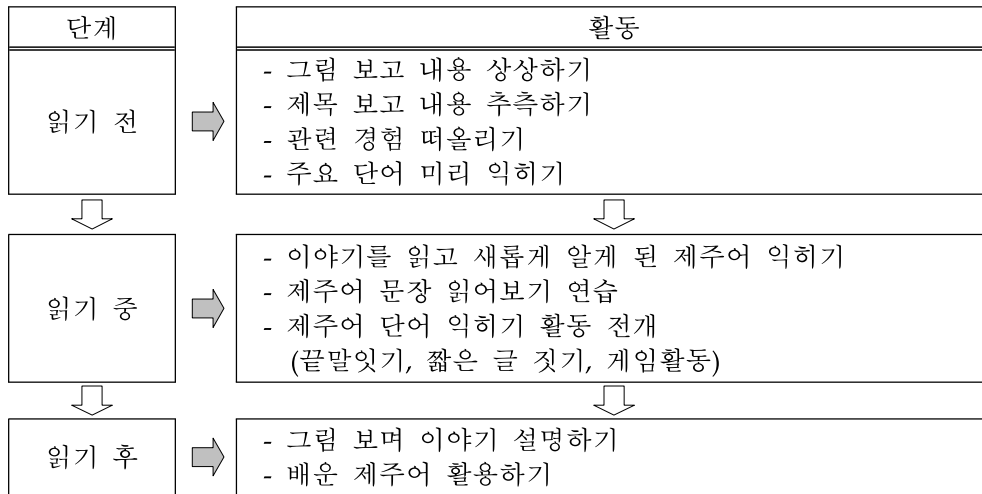 단계
활동
읽기 전
- 그림 보고 내용 상상하기
- 제목 보고 내용 추측하기
- 관련 경험 떠올리기
- 주요 단어 미리 익히기
읽기 중
- 이야기를 읽고 새롭게 알게 된 제주어 익히기
- 제주어 문장 읽어보기 연습
- 제주어 단어 익히기 활동 전개
(끝말잇기, 짧은 글 짓기, 게임활동)
읽기 후
- 그림 보며 이야기 설명하기
- 배운 제주어 활용하기